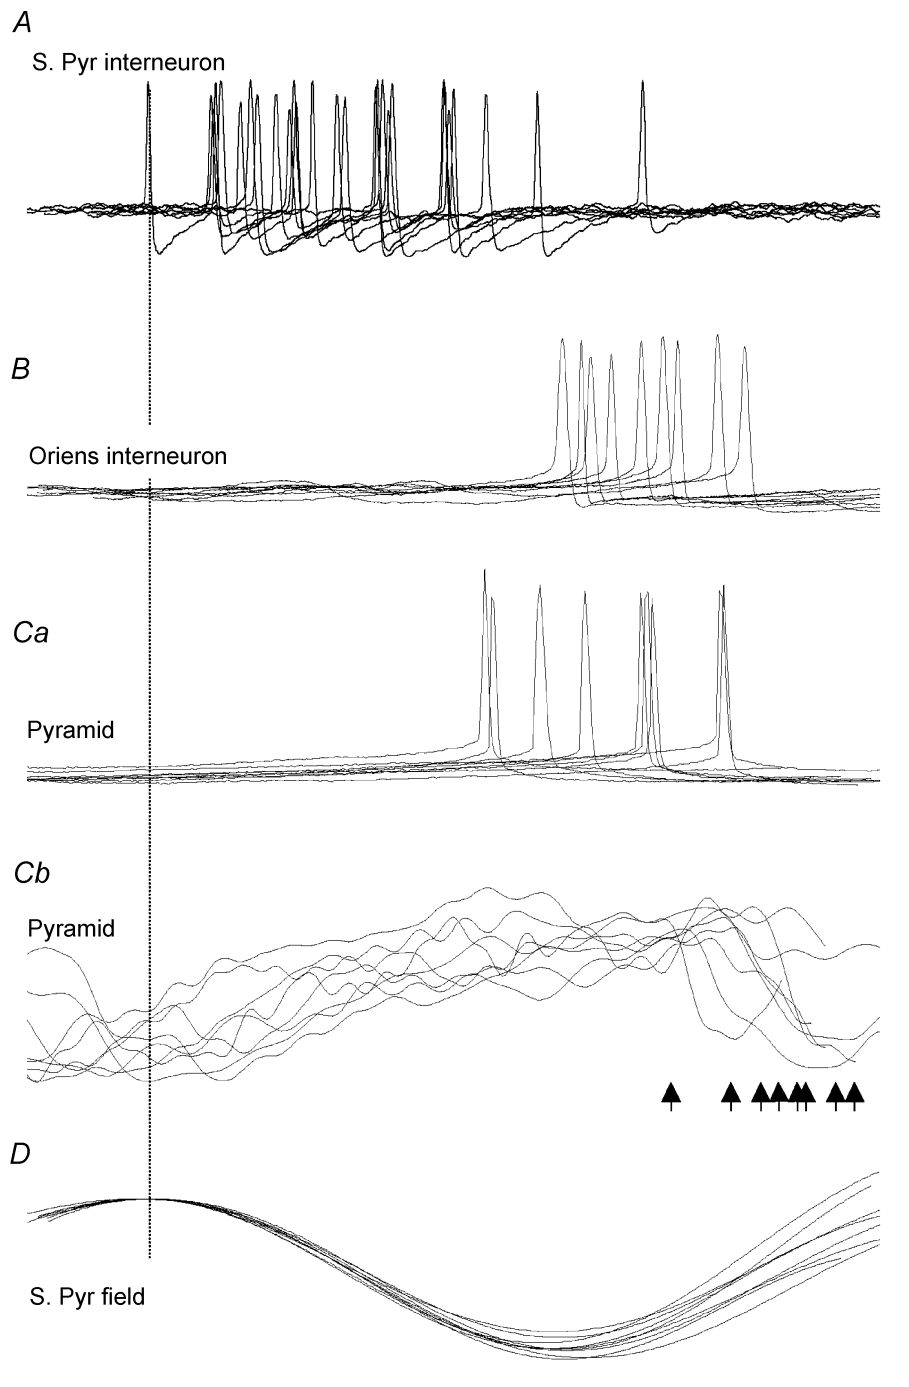 A
S. Pyr interneuron
B
Oriens interneuron
Ca
Pyramid
Cb
Pyramid
D
S. Pyr field